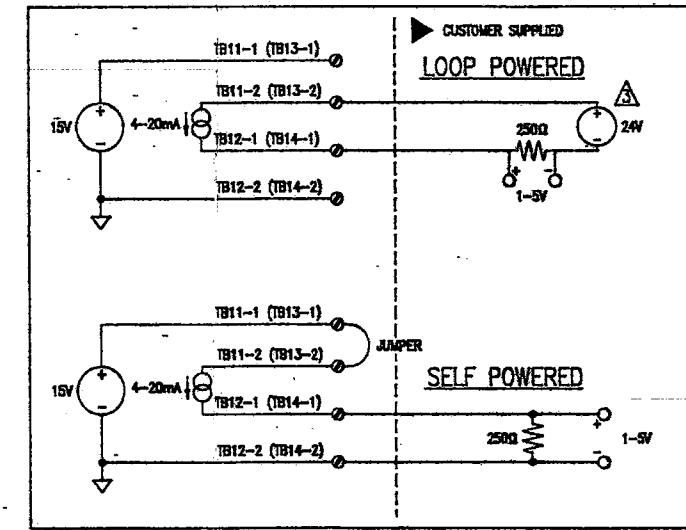 CUSTOMER SUPPLIED
LOOP POWERED
TB11-1 (TB13-1)
TB11-2 (TB13-2)
3
15V
+
-
4-20mA
250Ω
+
-
24V
TB12-1 (TB14-1)
+
-
1-5V
TB12-2 (TB14-2)
TB11-1 (TB13-1)
JUMPER
TB11-2 (TB13-2)
SELF POWERED
15V
+
-
4-20mA
TB12-1 (TB14-1)
250Ω
+
-
1-5V
TB12-2 (TB14-2)